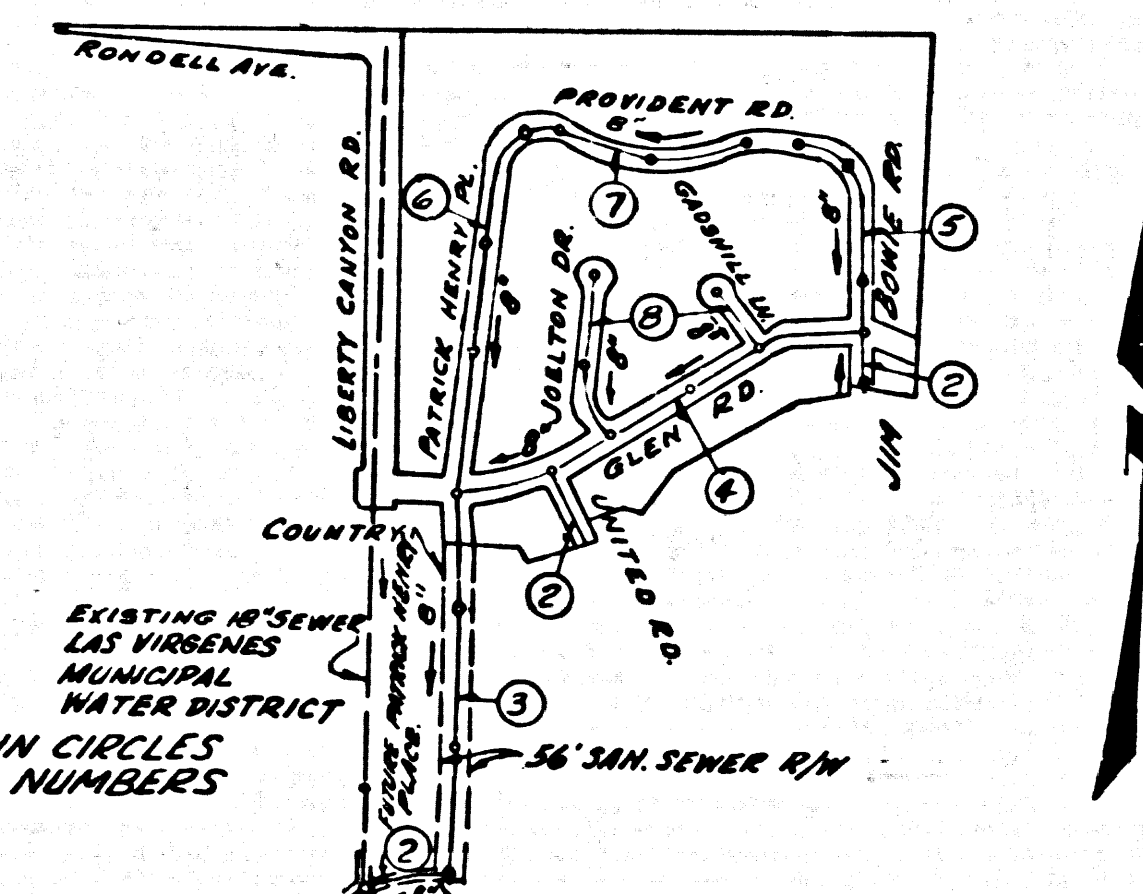 RONDELL AVE.
PROVIDENT RD.
8"
LIBERTY CANYON RD.
6
PATRICK HENRY PL.
8"
7
GADSHILL LN.
8"
BOWIE RD.
5
JOELTON DR.
8
8"
8"
8"
2
JIM
GLEN RD.
4
COUNTRY
UNITED RD.
2
EXISTING 18" SEWER
LAS VIRGENES
MUNICIPAL
WATER DISTRICT
FUTURE PATRICK HENRY
PLACE.
8"
3
IN CIRCLES
NUMBERS
56' SAN. SEWER R/W
2